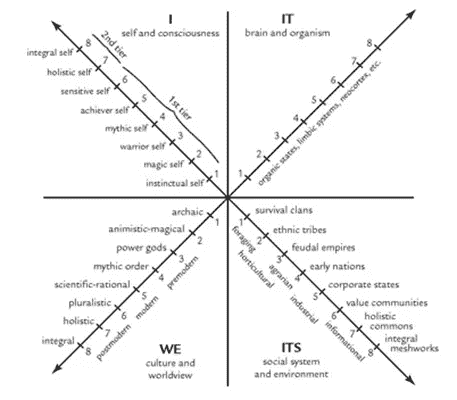 I
self and consciousness
IT
brain and organism
2nd tier
1st tier
8
integral self
7
holistic self
6
sensitive self
5
achiever self
4
mythic self
3
warrior self
2
magic self
1
instinctual self
8
7
6
5
4
3
2
1
organic states, limbic systems, neocortex, etc.
archaic
1
animistic-magical
2
power gods
3
mythic order
4
scientific-rational
5
pluralistic
6
holistic
7
integral
8
premodern
modern
postmodern
WE
culture and
worldview
1
survival clans
2
ethnic tribes
3
feudal empires
4
early nations
5
corporate states
6
value communities
7
holistic
commons
8
integral
meshworks
foraging
horticultural
agrarian
industrial
informational
ITS
social system
and environment